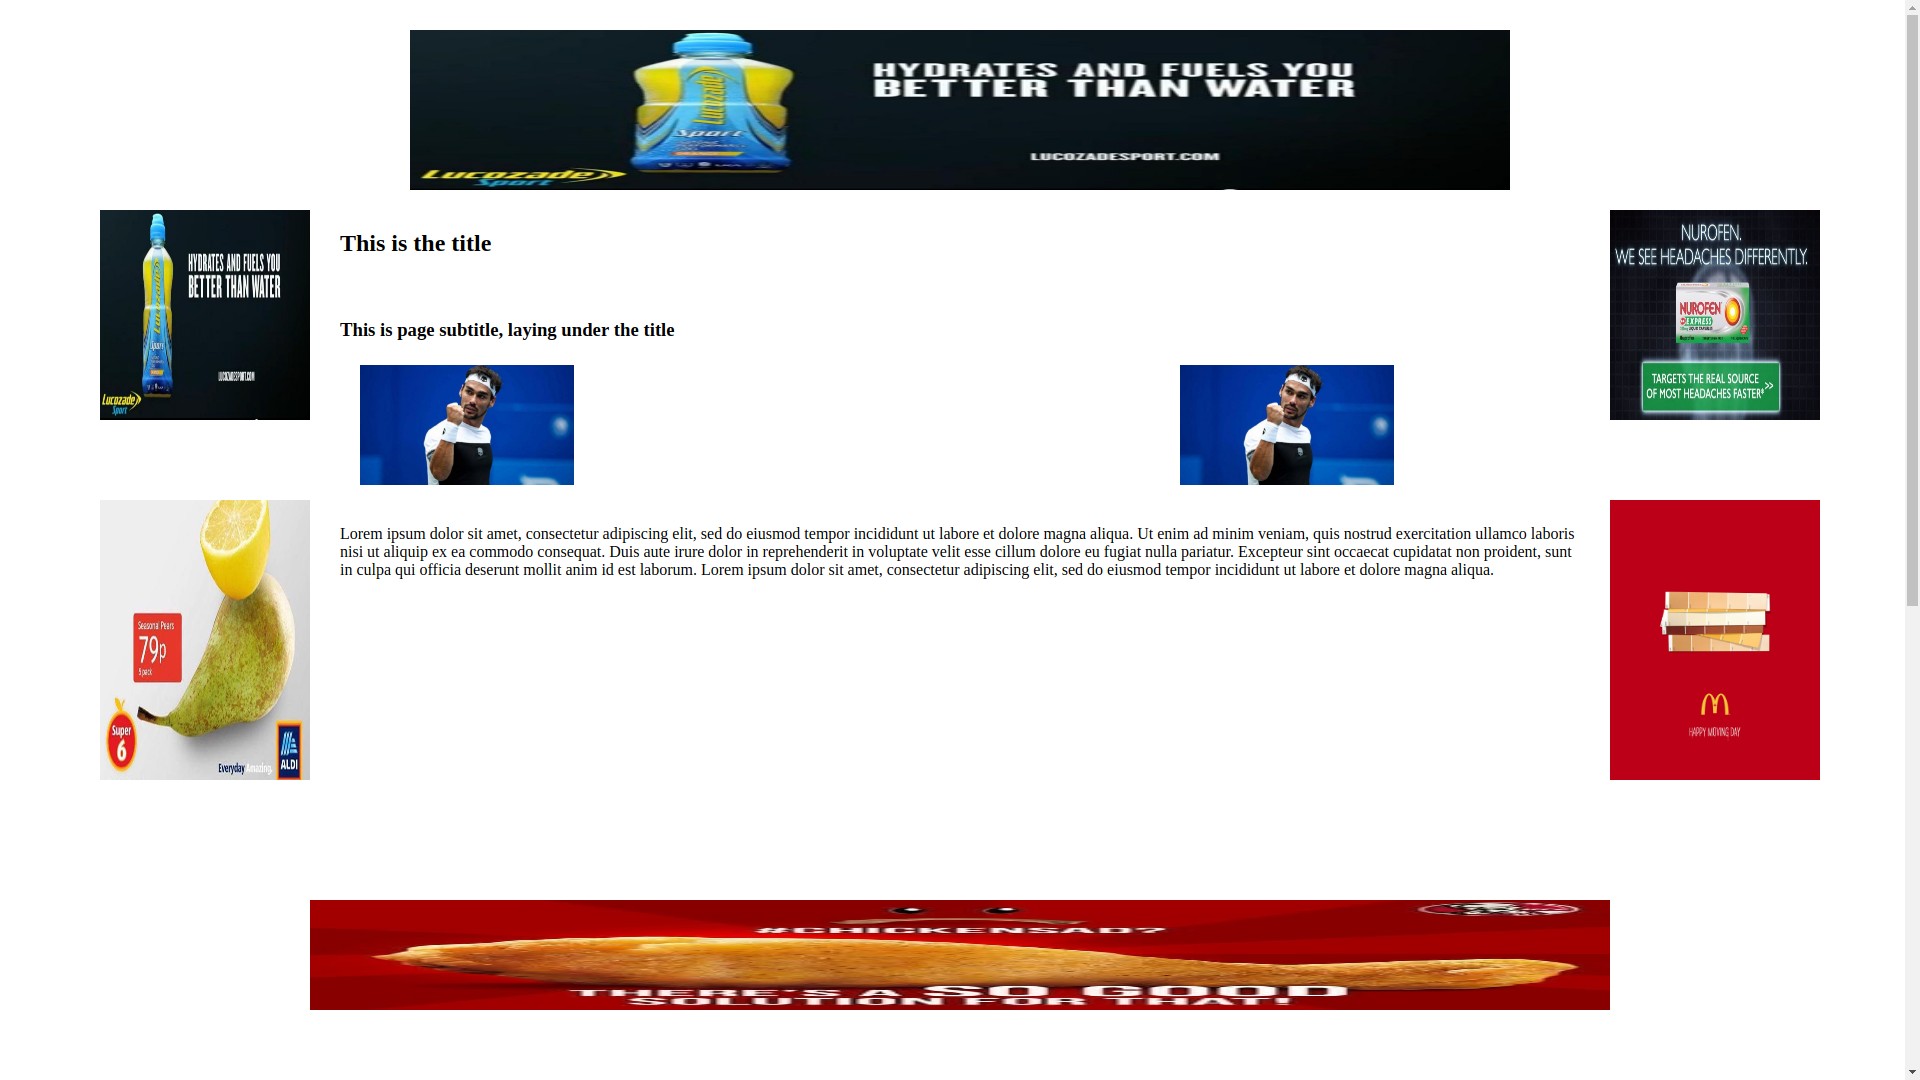 HYDRATES AND FUELS YOU
BETTER THAN WATER
Lucozade
Sport
LUCOZADESPORT.COM
Lucozade
Sport
HYDRATES AND FUELS YOU
BETTER THAN WATER
Lucozade
Sport
LUCOZADESPORT.COM
Lucozade
Sport
This is the title
This is page subtitle, laying under the title
NUROFEN.
WE SEE HEADACHES DIFFERENTLY.
NUROFEN
EXPRESS
TARGETS THE REAL SOURCE
OF MOST HEADACHES FASTER* >>
Seasonal Pears
79p
5 pack
Super
6
Everyday Amazing.
ALDI
Lorem ipsum dolor sit amet, consectetur adipiscing elit, sed do eiusmod tempor incididunt ut labore et dolore magna aliqua. Ut enim ad minim veniam, quis nostrud exercitation ullamco laboris
nisi ut aliquip ex ea commodo consequat. Duis aute irure dolor in reprehenderit in voluptate velit esse cillum dolore eu fugiat nulla pariatur. Excepteur sint occaecat cupidatat non proident, sunt
in culpa qui officia deserunt mollit anim id est laborum. Lorem ipsum dolor sit amet, consectetur adipiscing elit, sed do eiusmod tempor incididunt ut labore et dolore magna aliqua.
HAPPY MOVING DAY
#CHICKENSAD?
THERE'S A SO GOOD
SOLUTION FOR THAT!